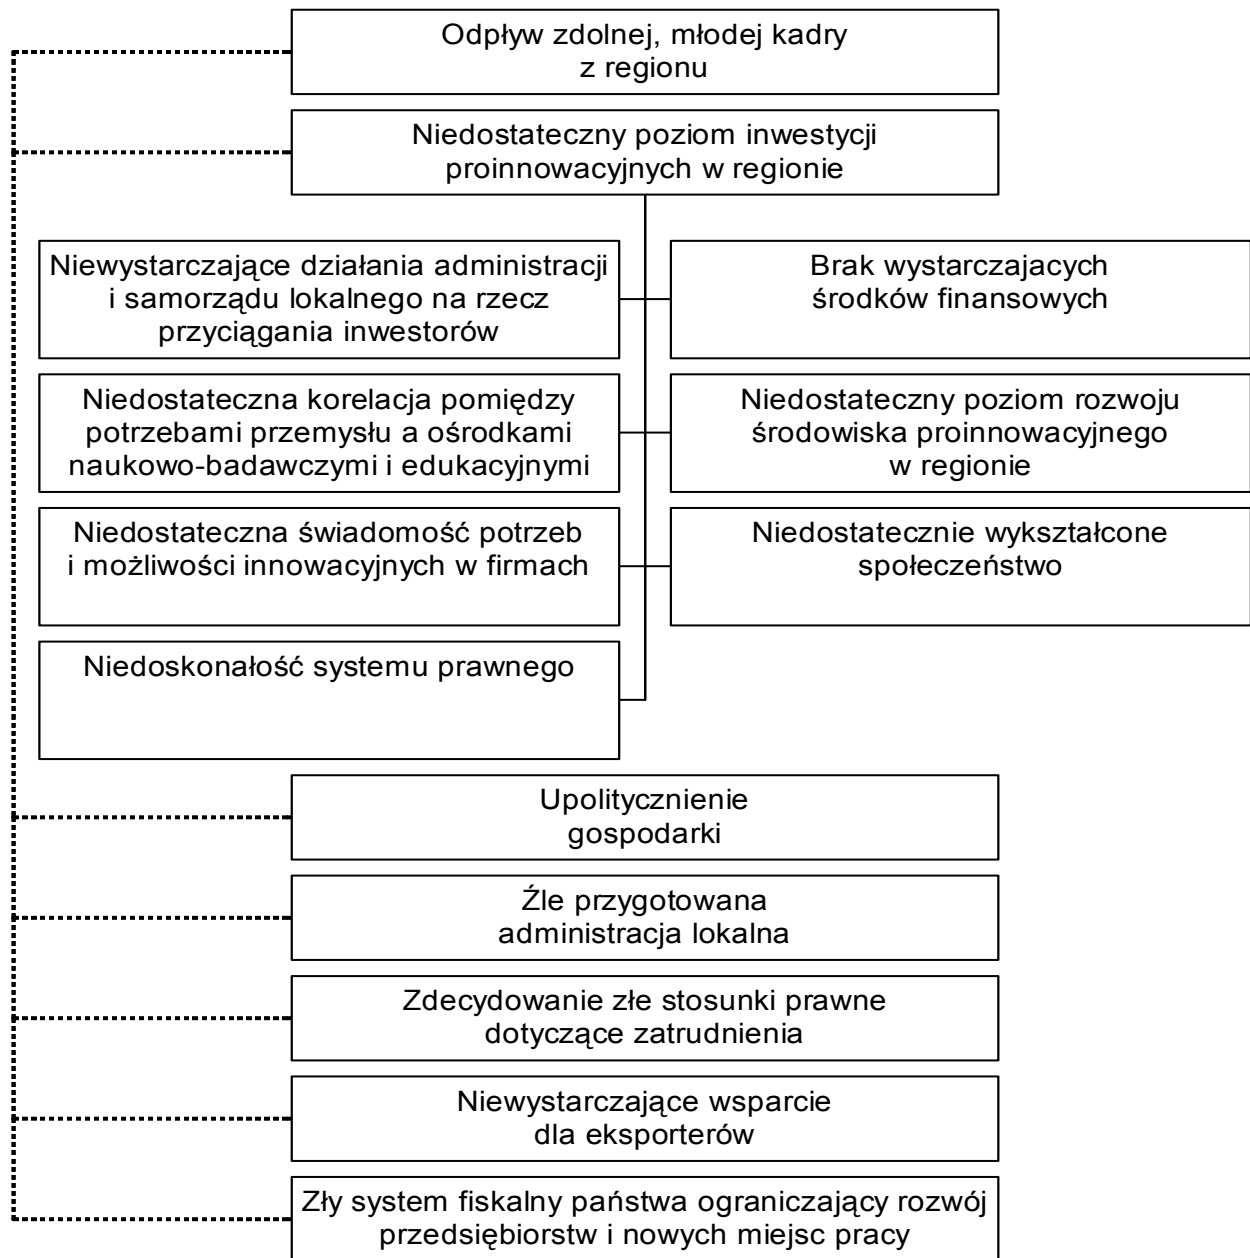 Odpływ zdolnej, młodej kadry
z regionu
Niedostateczny poziom inwestycji
proinnowacyjnych w regionie
Niewystarczające działania administracji
i samorządu lokalnego na rzecz
przyciągania inwestorów
Brak wystarczajacych
środków finansowych
Niedostateczna korelacja pomiędzy
potrzebami przemysłu a ośrodkami
naukowo-badawczymi i edukacyjnymi
Niedostateczny poziom rozwoju
środowiska proinnowacyjnego
w regionie
Niedostateczna świadomość potrzeb
i możliwości innowacyjnych w firmach
Niedostatecznie wykształcone
społeczeństwo
Niedoskonałość systemu prawnego
Upolitycznienie
gospodarki
Źle przygotowana
administracja lokalna
Zdecydowanie złe stosunki prawne
dotyczące zatrudnienia
Niewystarczające wsparcie
dla eksporterów
Zły system fiskalny państwa ograniczający rozwój
przedsiębiorstw i nowych miejsc pracy